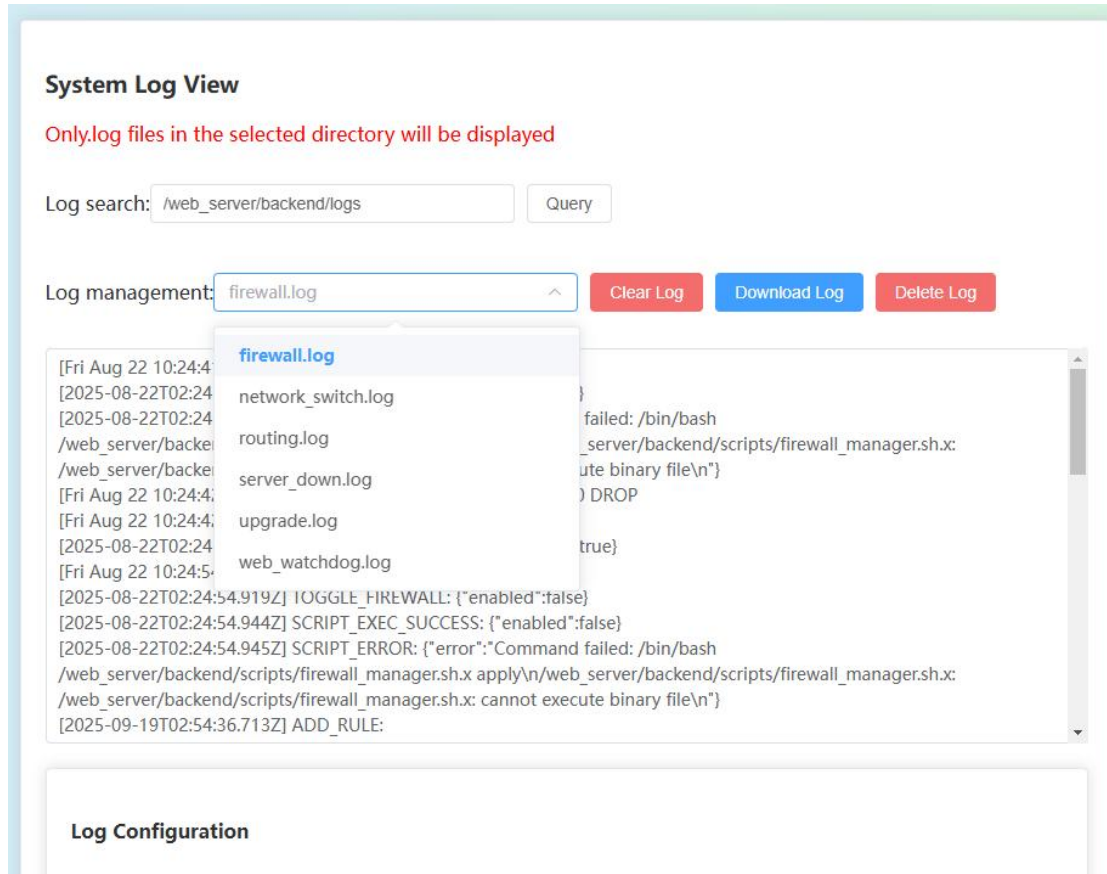 System Log View
Only.log files in the selected directory will be displayed
Log search: /web_server/backend/logs Query
Log management: firewall.log Clear Log Download Log Delete Log
firewall.log
network_switch.log
routing.log
server_down.log
upgrade.log
web_watchdog.log
[Fri Aug 22 10:24:4
[2025-08-22T02:24 }
[2025-08-22T02:24 failed: /bin/bash
/web_server/backe _server/backend/scripts/firewall_manager.sh.x:
/web_server/backe ute binary file\n"}
[Fri Aug 22 10:24:42 DROP
[Fri Aug 22 10:24:42
[2025-08-22T02:24 true}
[Fri Aug 22 10:24:54
[2025-08-22T02:24:54.919Z] TOGGLE_FIREWALL: {"enabled":false}
[2025-08-22T02:24:54.944Z] SCRIPT_EXEC_SUCCESS: {"enabled":false}
[2025-08-22T02:24:54.945Z] SCRIPT_ERROR: {"error":"Command failed: /bin/bash
/web_server/backend/scripts/firewall_manager.sh.x apply\n/web_server/backend/scripts/firewall_manager.sh.x:
/web_server/backend/scripts/firewall_manager.sh.x: cannot execute binary file\n"}
[2025-09-19T02:54:36.713Z] ADD_RULE:
Log Configuration